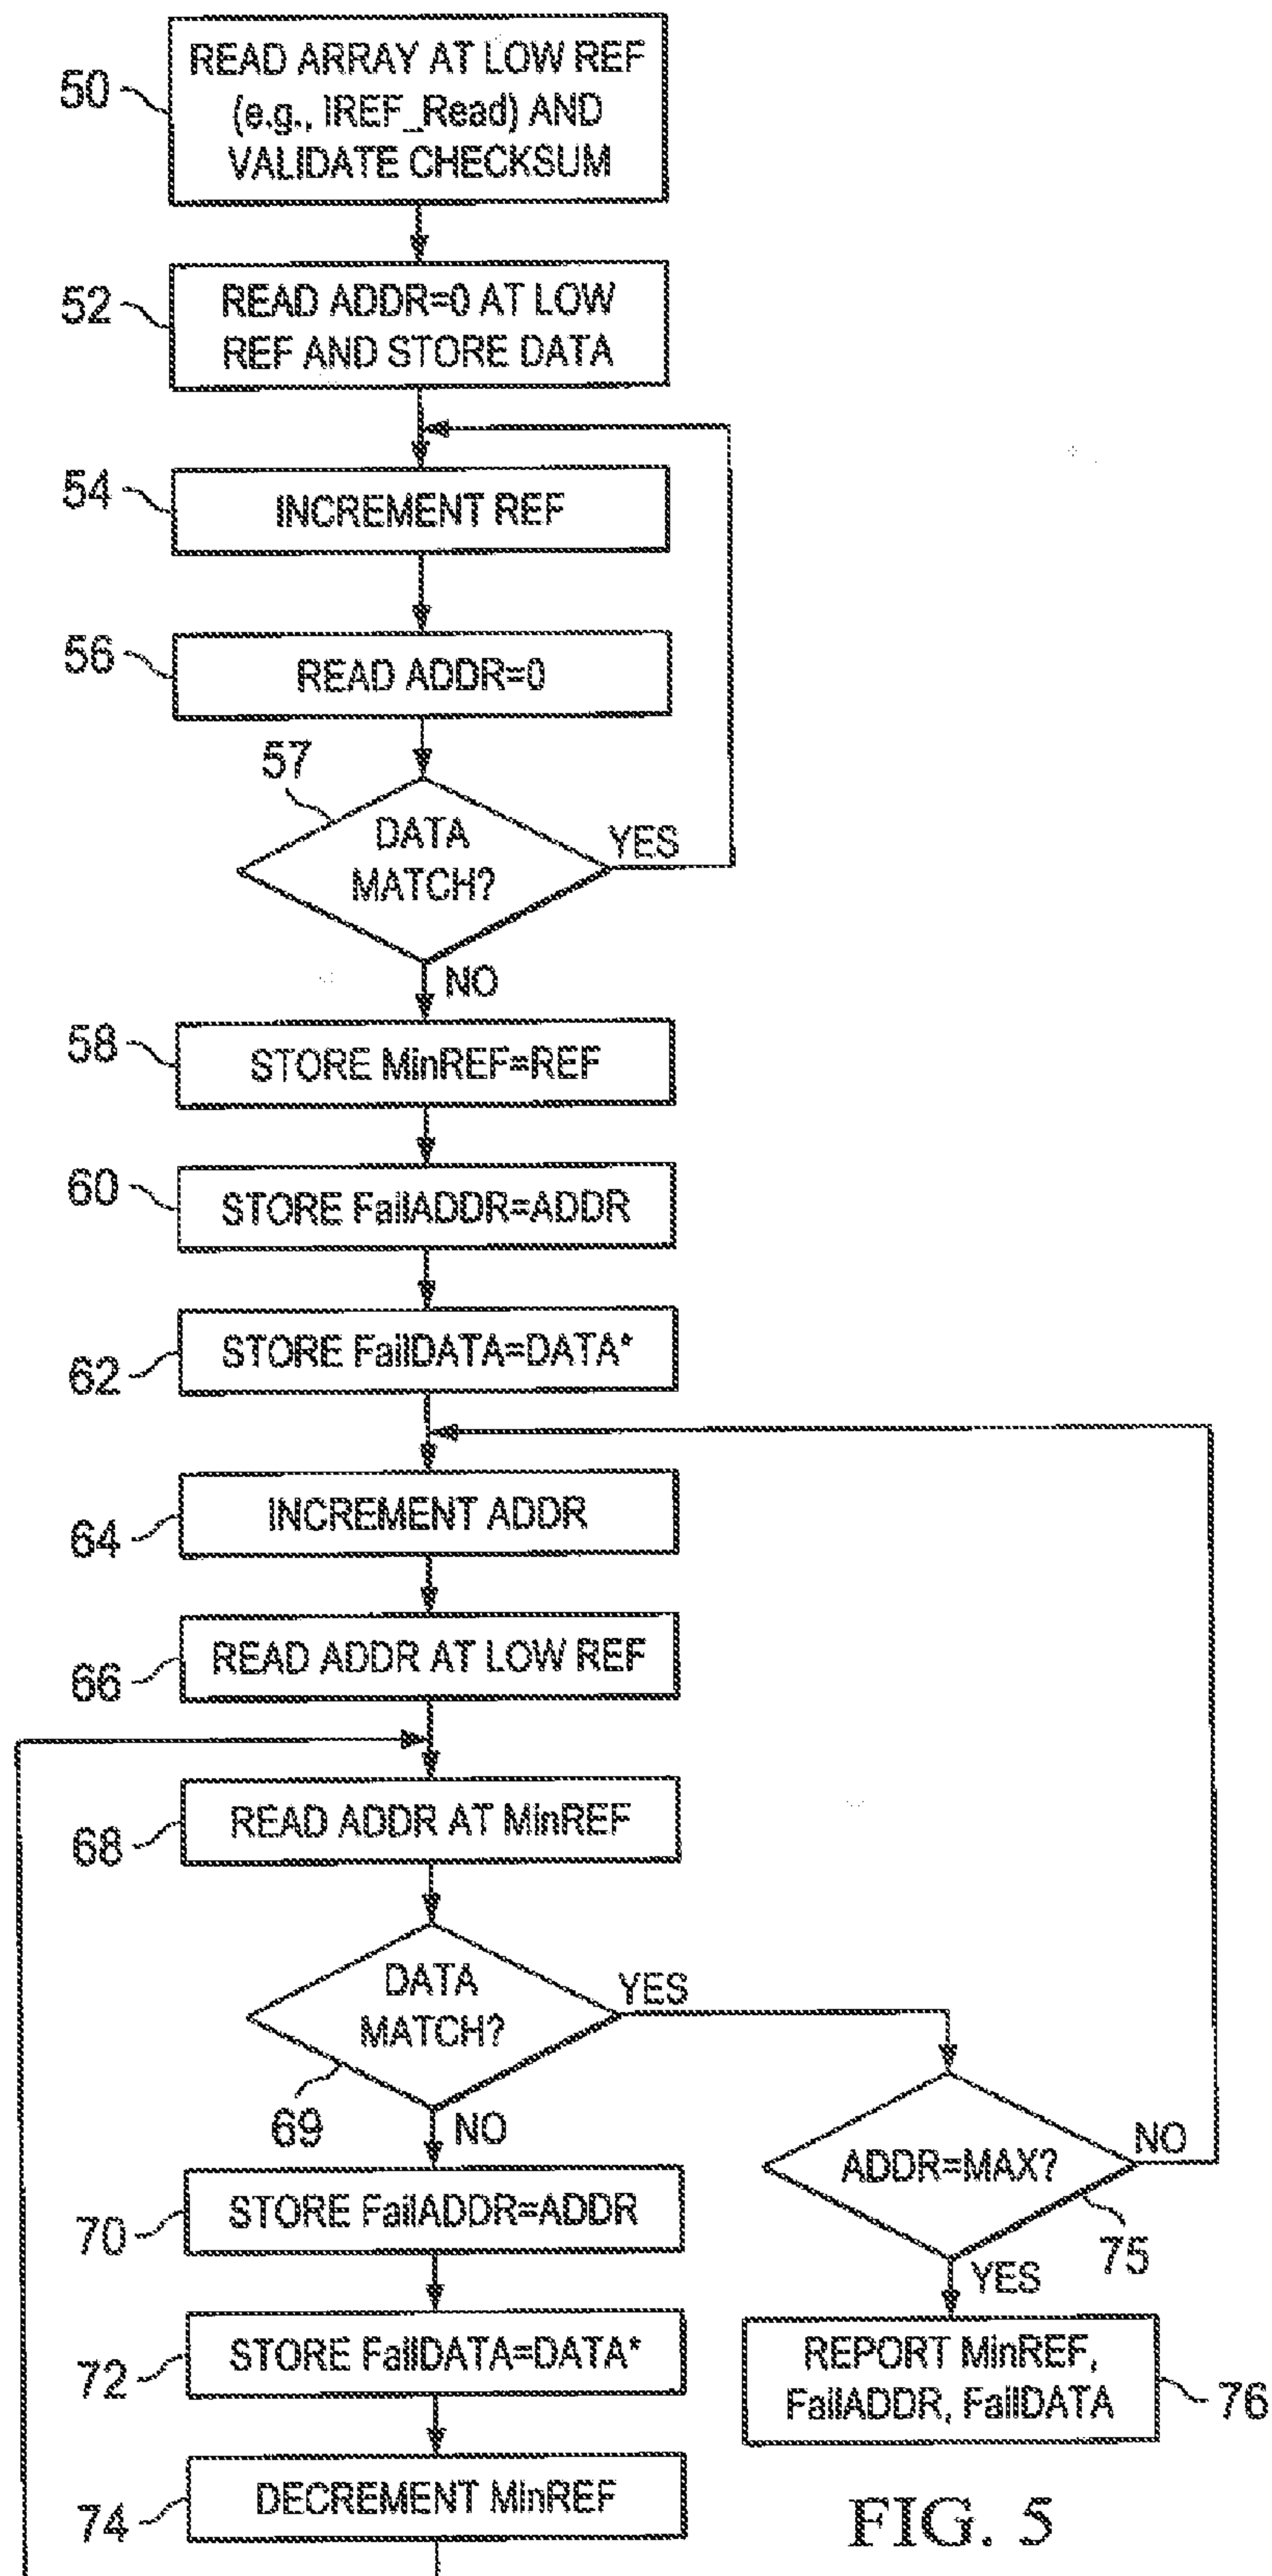 50
READ ARRAY AT LOW REF
(e.g., IREF_Read) AND
VALIDATE CHECKSUM
52
READ ADDR=0 AT LOW
REF AND STORE DATA
54
INCREMENT REF
56
READ ADDR=0
57
DATA
MATCH?
YES
NO
58
STORE MinREF=REF
60
STORE FailADDR=ADDR
62
STORE FailDATA=DATA*
64
INCREMENT ADDR
66
READ ADDR AT LOW REF
68
READ ADDR AT MinREF
DATA
MATCH?
YES
69
NO
ADDR=MAX?
NO
75
YES
70
STORE FailADDR=ADDR
72
STORE FailDATA=DATA*
REPORT MinREF,
FailADDR, FailDATA
76
74
DECREMENT MinREF
FIG. 5